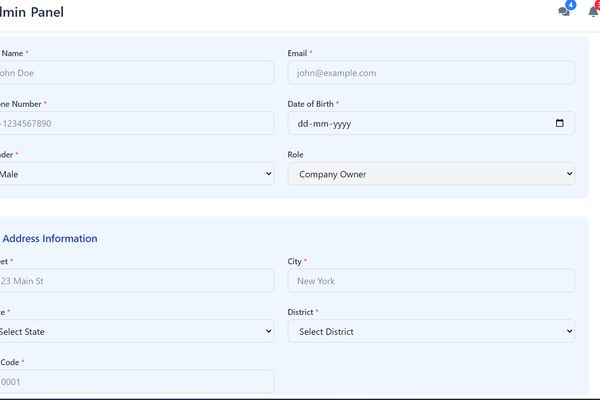 dmin Panel
4
Name *
Email *
ohn Doe
john@example.com
one Number *
Date of Birth *
-1234567890
dd-mm-yyyy
nder *
Role
Male
Company Owner
Address Information
eet *
City *
23 Main St
New York
te *
District *
Select State
Select District
Code *
0001